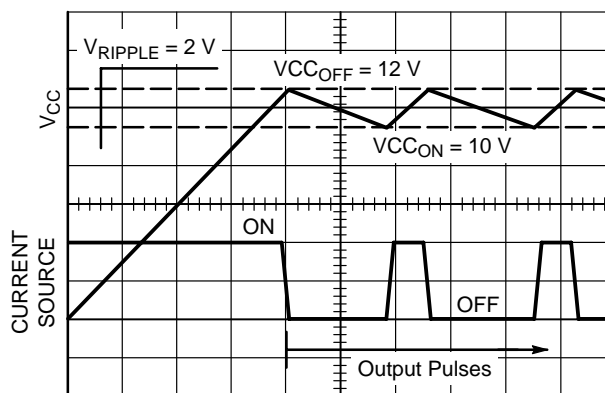 V_RIPPLE = 2 V
VCC_OFF = 12 V
V_CC
VCC_ON = 10 V
ON
CURRENT
SOURCE
OFF
Output Pulses